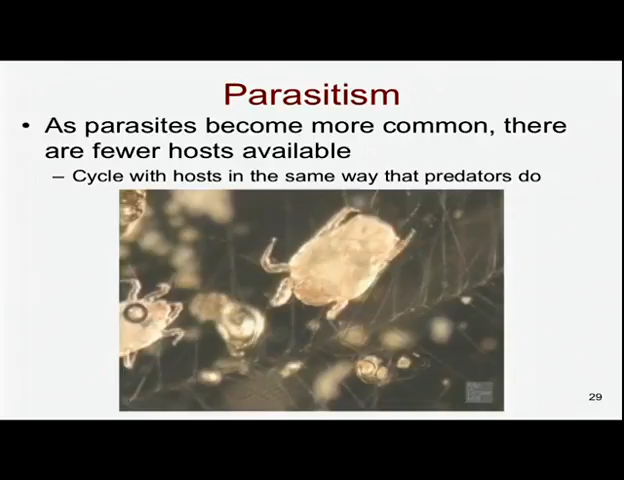 Parasitism
• As parasites become more common, there
are fewer hosts available
– Cycle with hosts in the same way that predators do
29